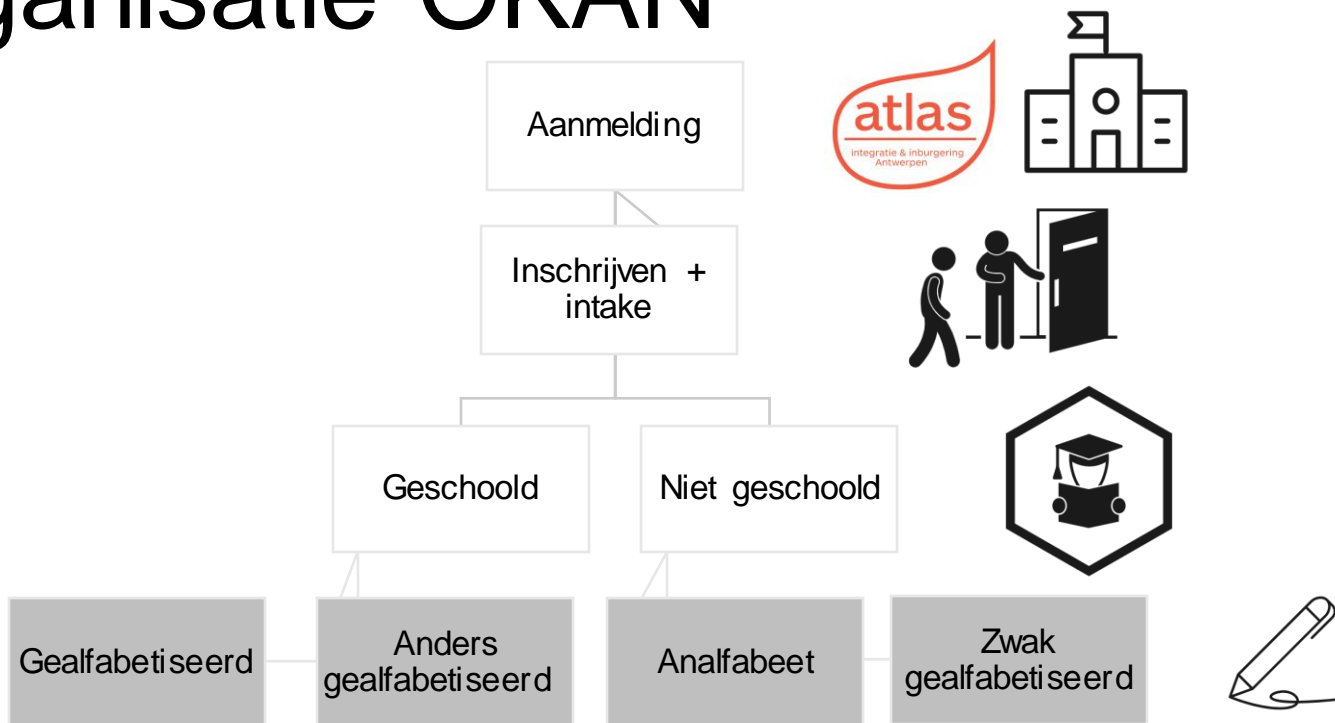 ganisatie OKAN
Aanmelding
atlas
integratie & inburgering
Antwerpen
Inschrijven +
intake
Geschoold
Niet geschoold
Gealfabetiseerd
Anders
gealfabetiseerd
Analfabeet
Zwak
gealfabetiseerd